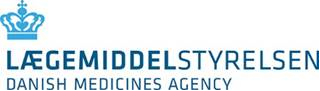 LÆGEMIDDELSTYRELSEN
DANISH MEDICINES AGENCY